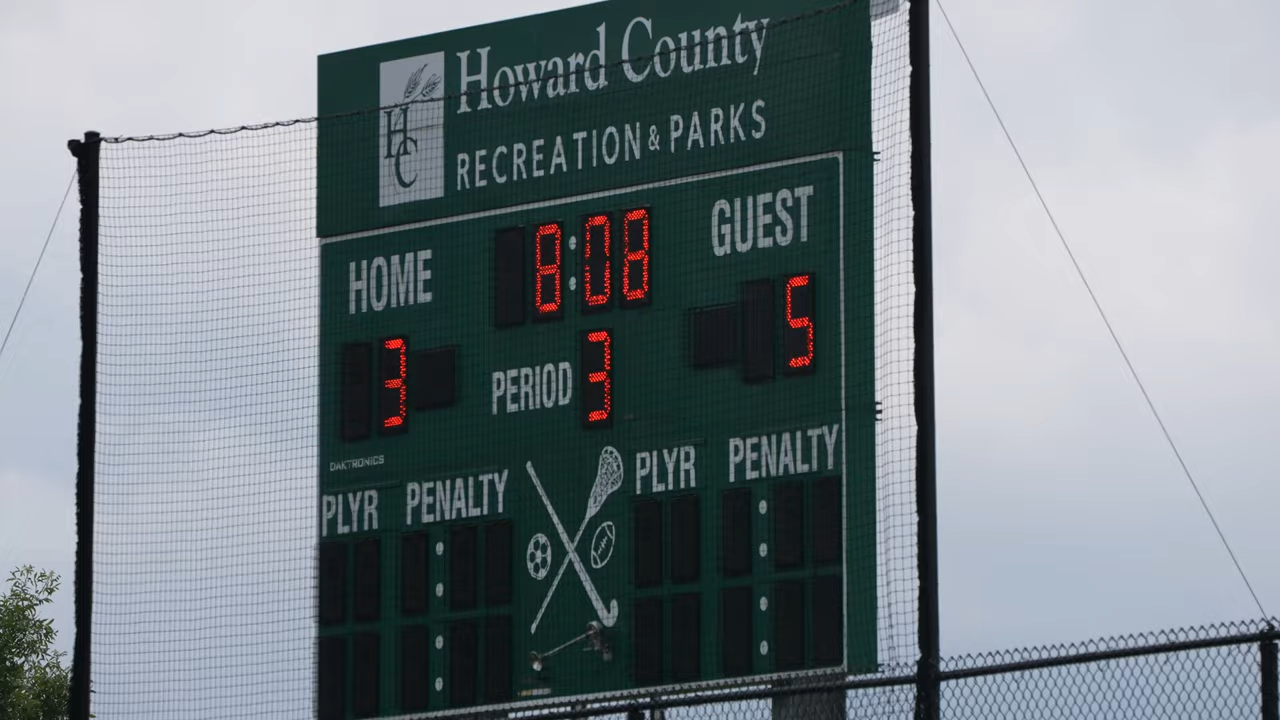 Howard County
HC
RECREATION & PARKS
GUEST
HOME
8:08
5
3
PERIOD 3
DAKTRONICS
PLYR PENALTY
PLYR PENALTY